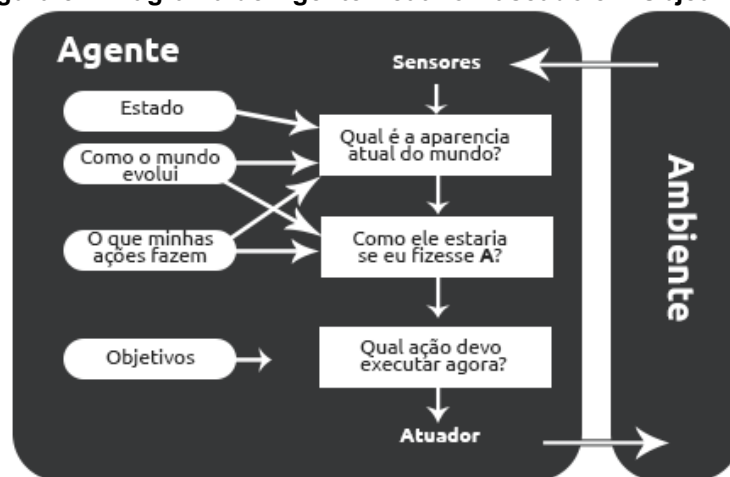 Agente
Sensores
Estado
Qual é a aparencia
atual do mundo?
Como o mundo
evolui
O que minhas
ações fazem
Como ele estaria
se eu fizesse A?
Objetivos
Qual ação devo
executar agora?
Atuador
Ambiente